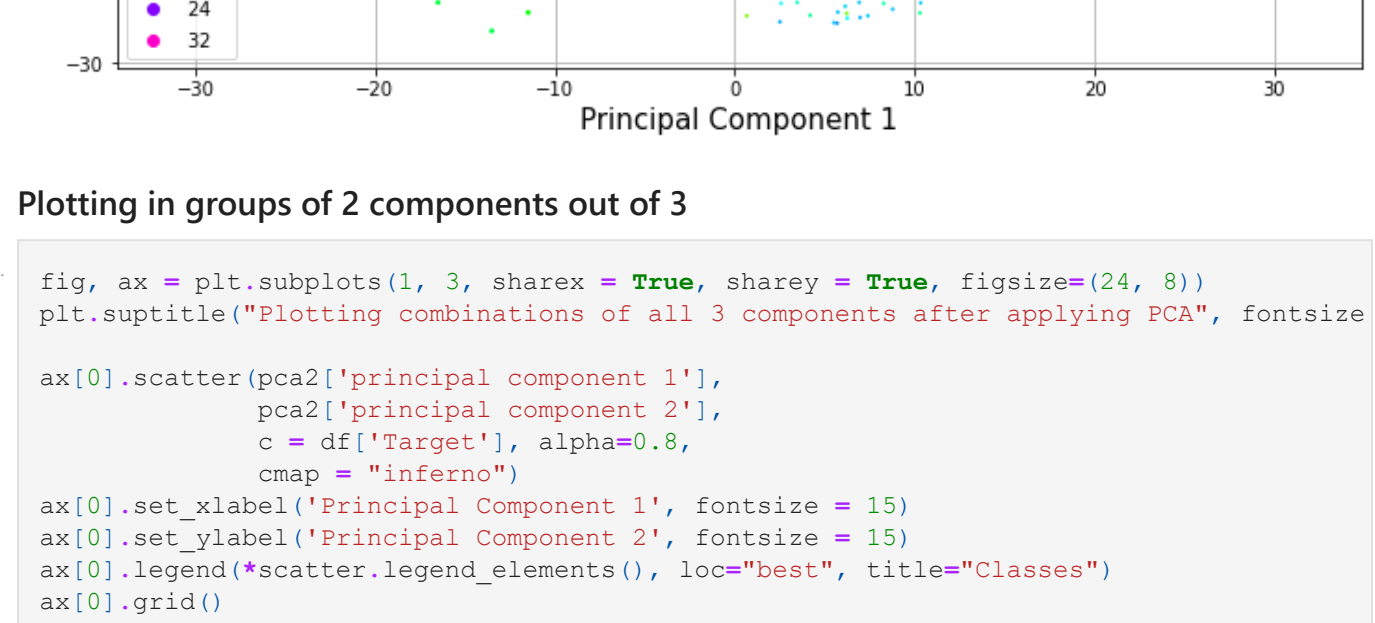 24
32
−30
−30
−20
−10
0
10
20
30
Principal Component 1
Plotting in groups of 2 components out of 3
fig, ax = plt.subplots(1, 3, sharex = True, sharey = True, figsize=(24, 8))
plt.suptitle("Plotting combinations of all 3 components after applying PCA", fontsize
ax[0].scatter(pca2['principal component 1'],
pca2['principal component 2'],
c = df['Target'], alpha=0.8,
cmap = "inferno")
ax[0].set_xlabel('Principal Component 1', fontsize = 15)
ax[0].set_ylabel('Principal Component 2', fontsize = 15)
ax[0].legend(*scatter.legend_elements(), loc="best", title="Classes")
ax[0].grid()